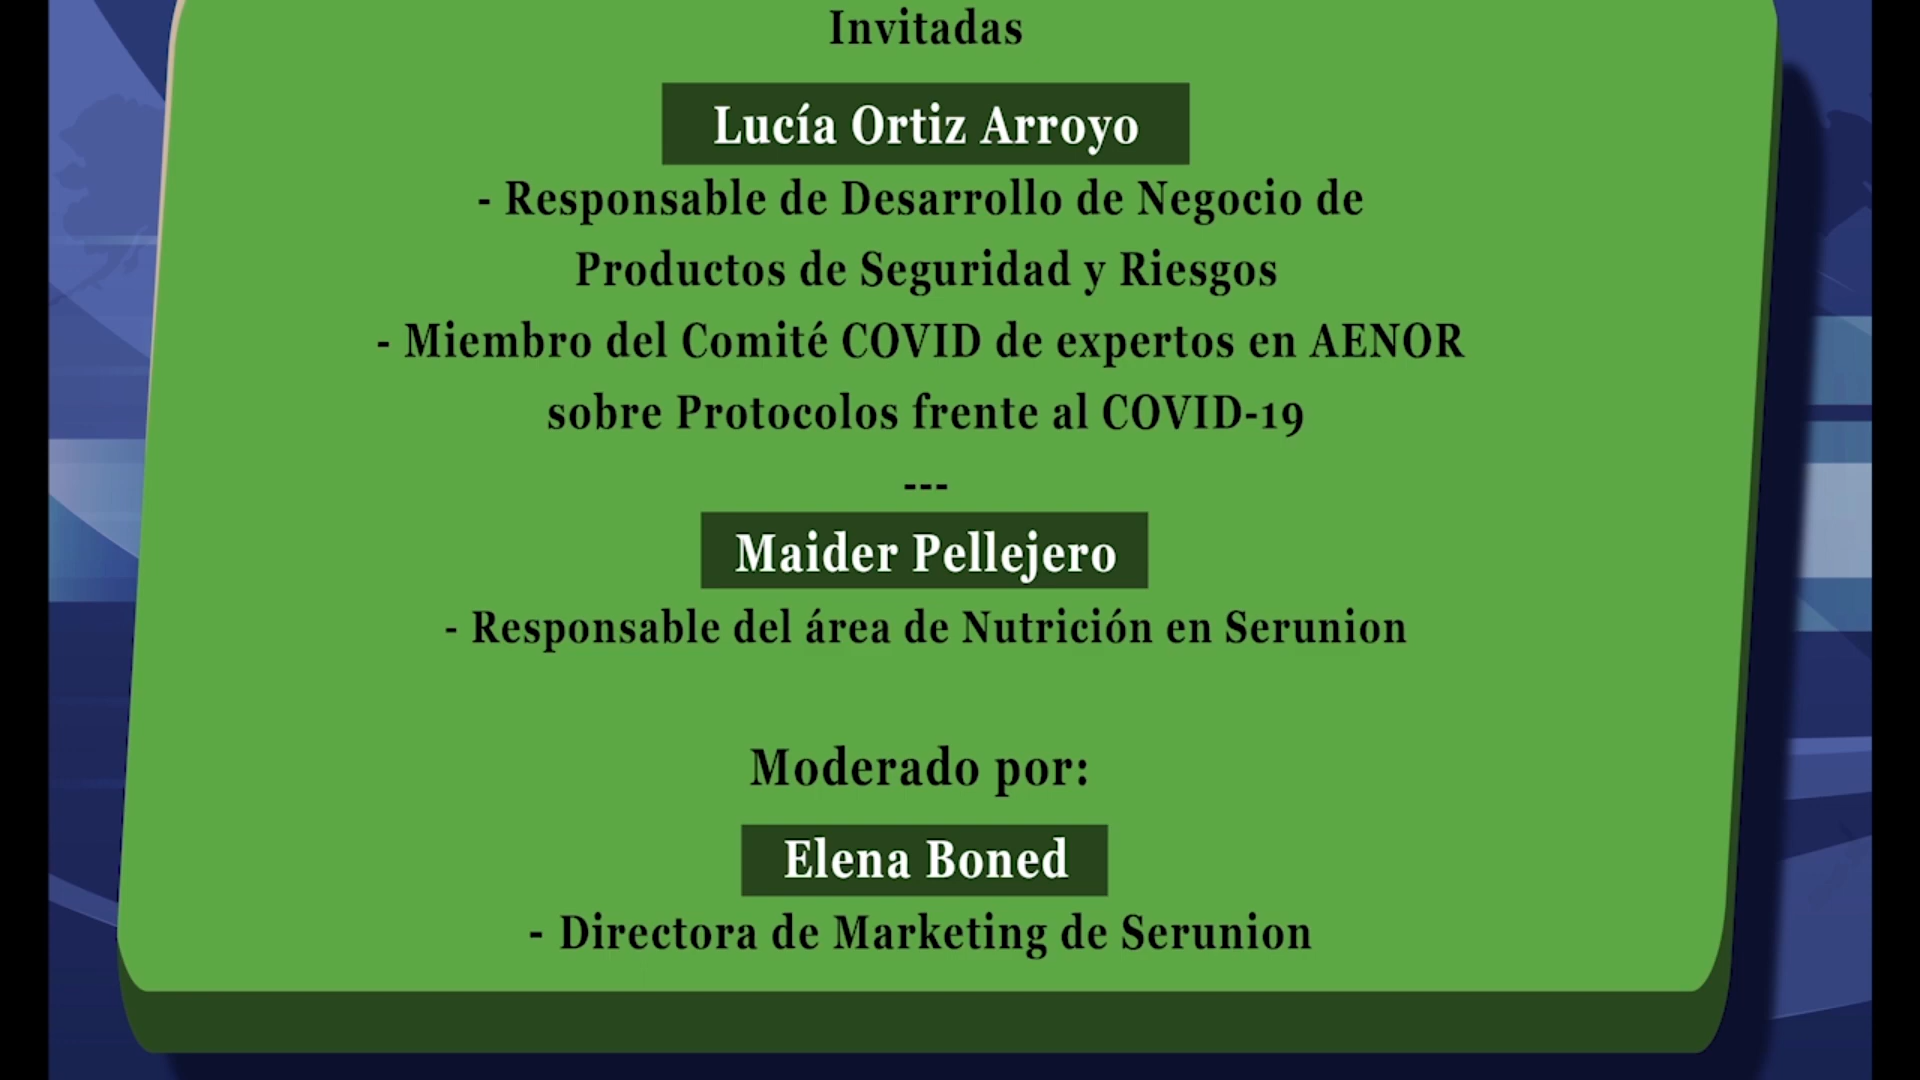 Invitadas
Lucía Ortiz Arroyo
- Responsable de Desarrollo de Negocio de
Productos de Seguridad y Riesgos
- Miembro del Comité COVID de expertos en AENOR
sobre Protocolos frente al COVID-19
---
Maider Pellejero
- Responsable del área de Nutrición en Serunion
Moderado por:
Elena Boned
- Directora de Marketing de Serunion